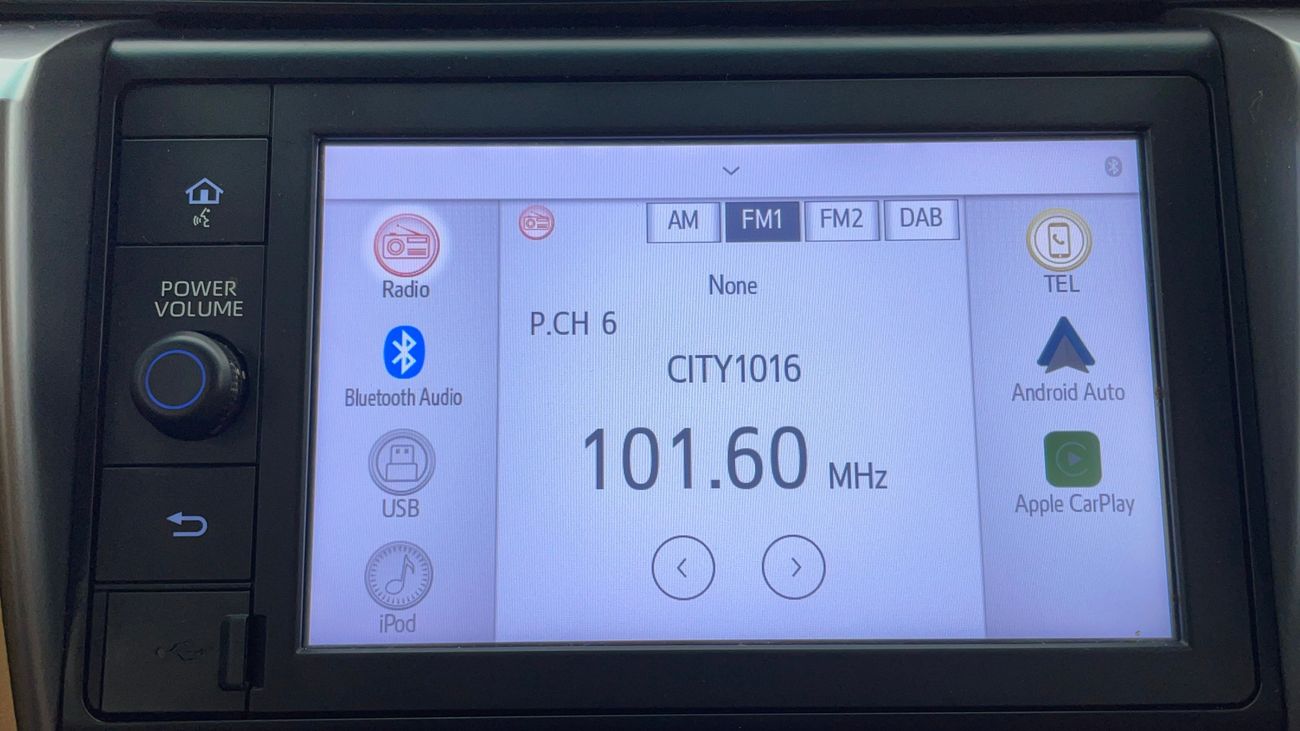 POWER
VOLUME
Radio
Bluetooth Audio
USB
iPod
AM FM1 FM2 DAB
None
P.CH 6
CITY1016
101.60 MHz
TEL
Android Auto
Apple CarPlay